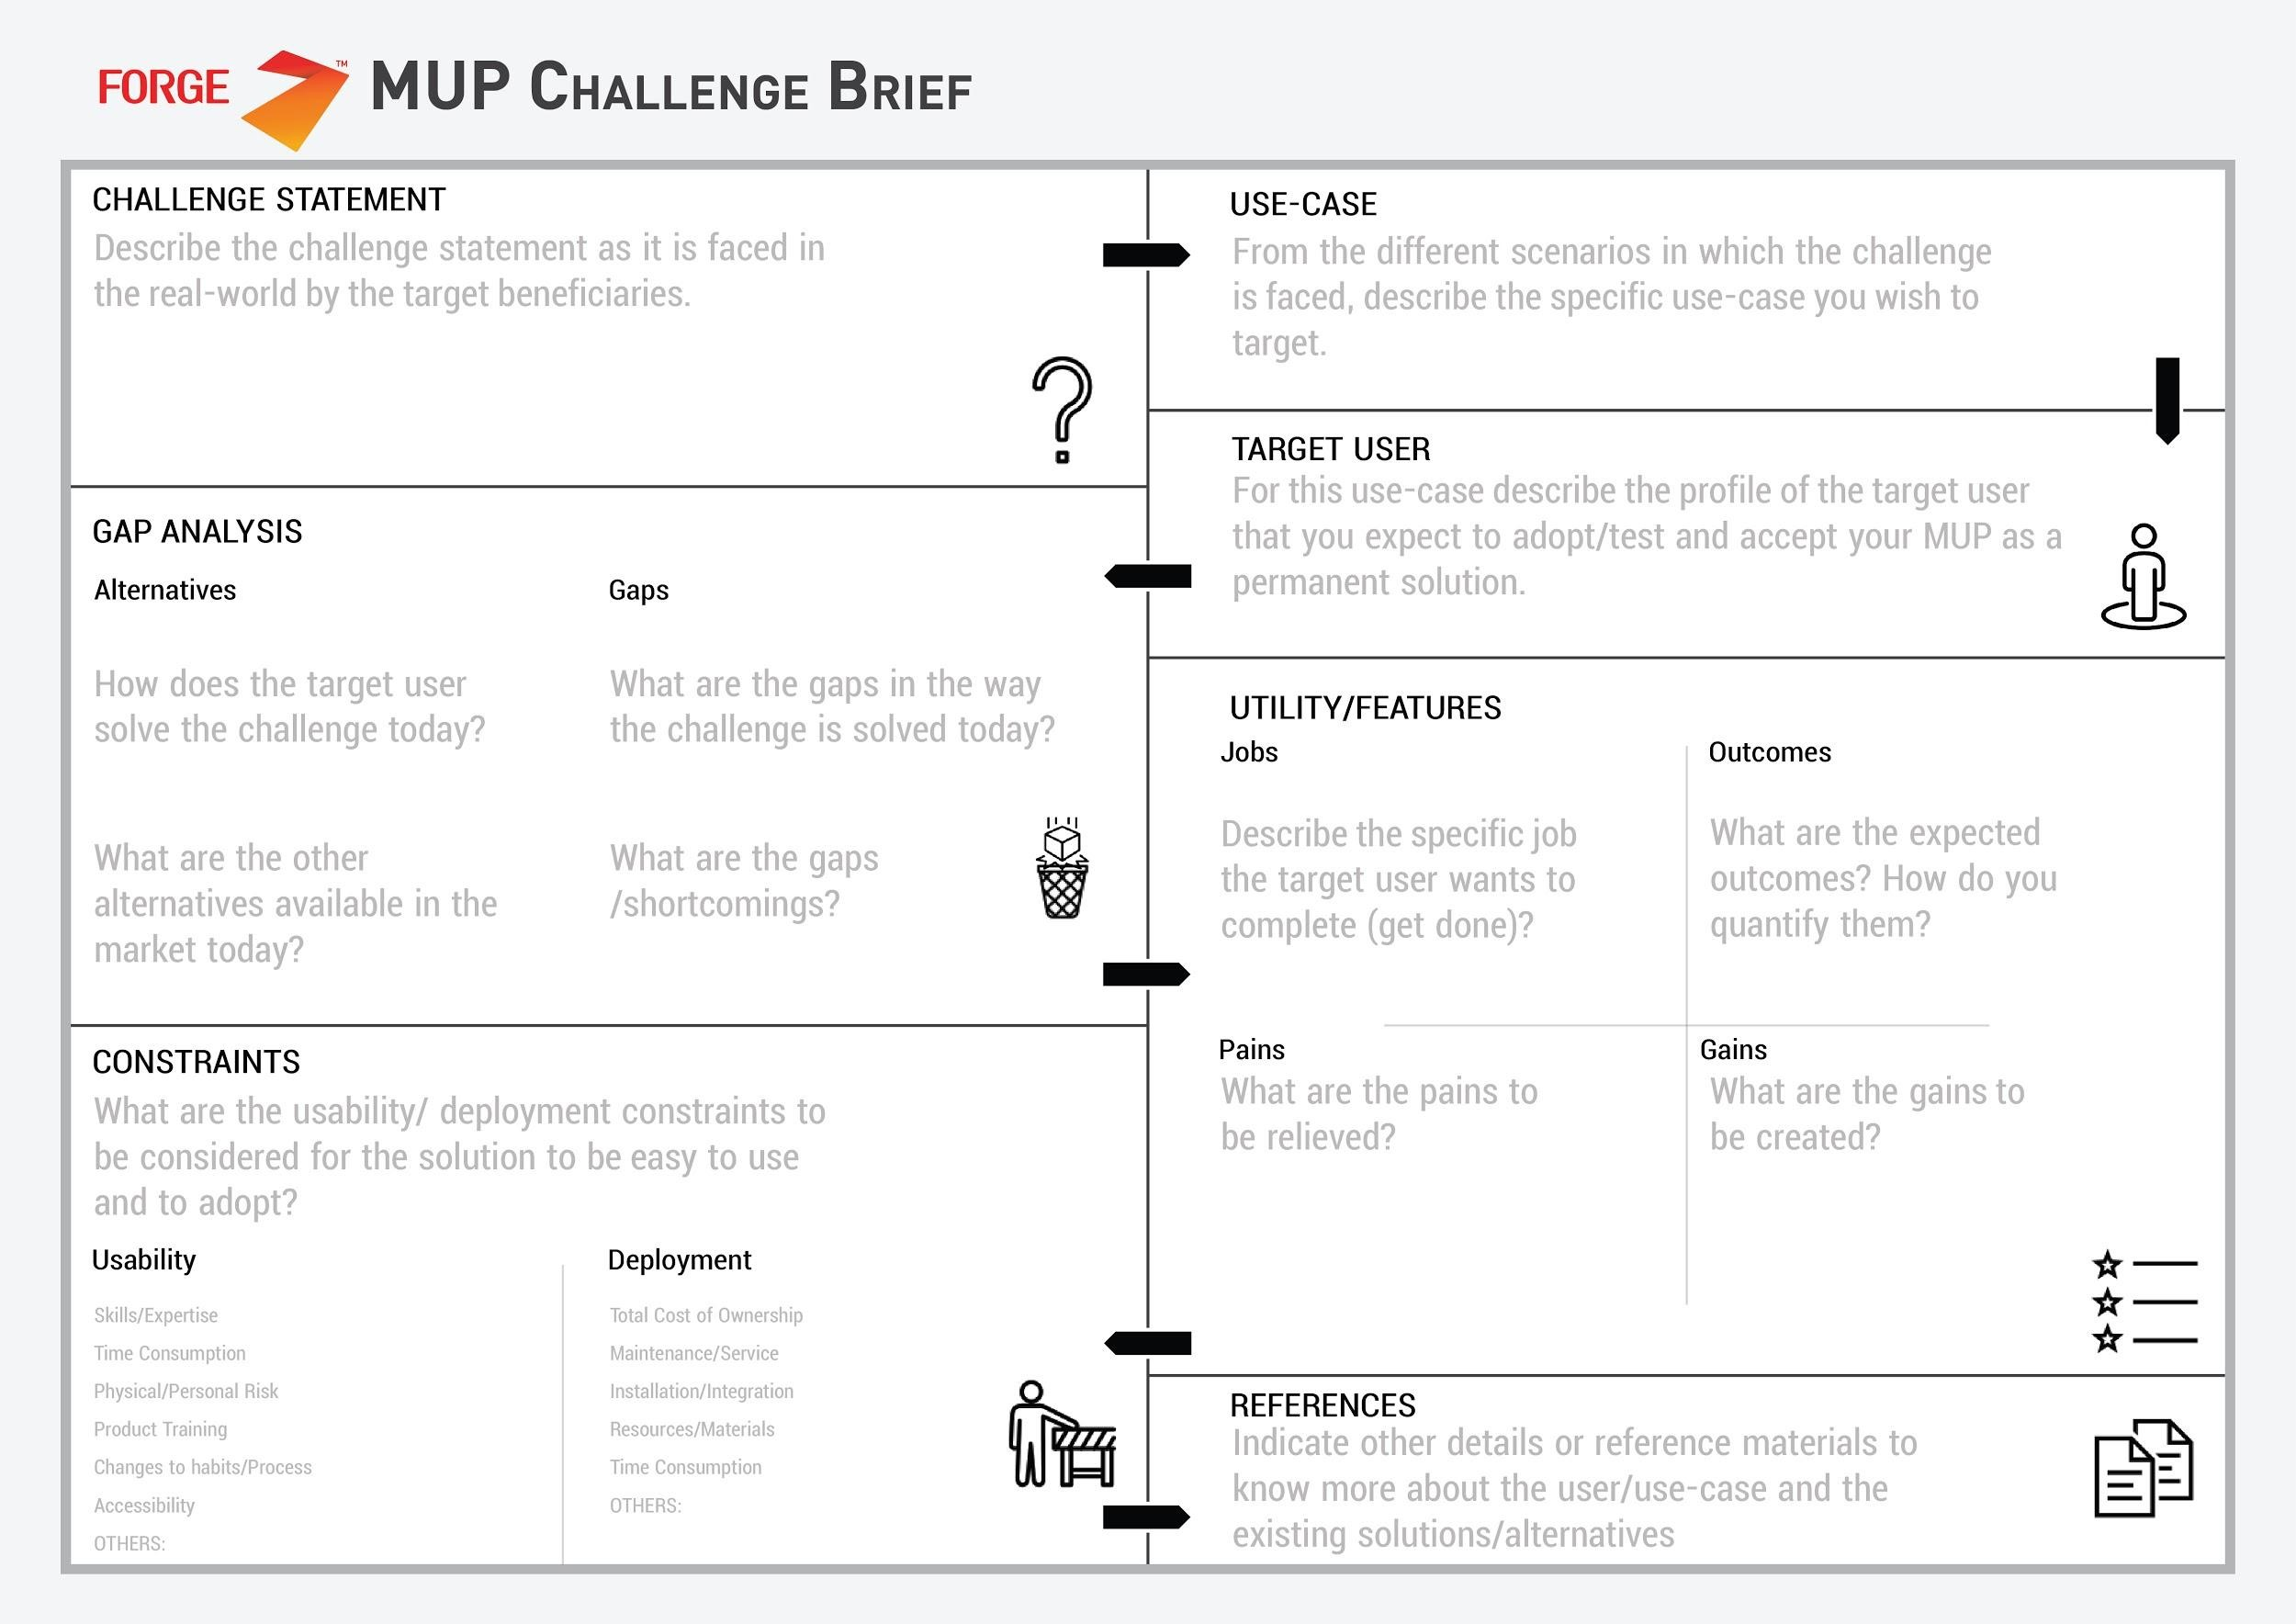 FORGE
TM
MUP CHALLENGE BRIEF
CHALLENGE STATEMENT
Describe the challenge statement as it is faced in
the real-world by the target beneficiaries.
USE-CASE
From the different scenarios in which the challenge
is faced, describe the specific use-case you wish to
target.
TARGET USER
For this use-case describe the profile of the target user
that you expect to adopt/test and accept your MUP as a
permanent solution.
GAP ANALYSIS
Alternatives
Gaps
How does the target user
solve the challenge today?
What are the gaps in the way
the challenge is solved today?
What are the other
alternatives available in the
market today?
What are the gaps
/shortcomings?
UTILITY/FEATURES
Jobs
Describe the specific job
the target user wants to
complete (get done)?
Outcomes
What are the expected
outcomes? How do you
quantify them?
Pains
What are the pains to
be relieved?
Gains
What are the gains to
be created?
CONSTRAINTS
What are the usability/ deployment constraints to
be considered for the solution to be easy to use
and to adopt?
Usability
Skills/Expertise
Time Consumption
Physical/Personal Risk
Product Training
Changes to habits/Process
Accessibility
OTHERS:
Deployment
Total Cost of Ownership
Maintenance/Service
Installation/Integration
Resources/Materials
Time Consumption
OTHERS:
REFERENCES
Indicate other details or reference materials to
know more about the user/use-case and the
existing solutions/alternatives